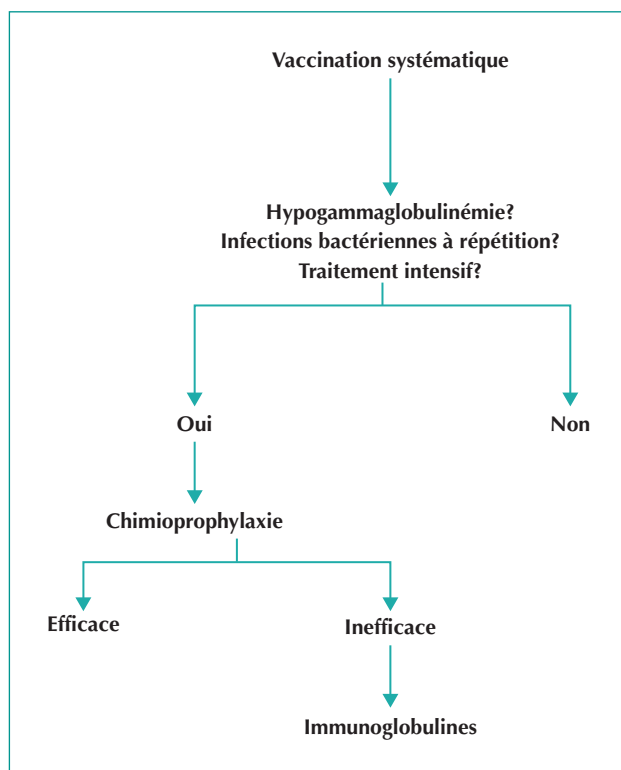 Vaccination systématique
Hypogammaglobulinémie?
Infections bactériennes à répétition?
Traitement intensif?
Oui
Non
Chimioprophylaxie
Efficace
Inefficace
Immunoglobulines